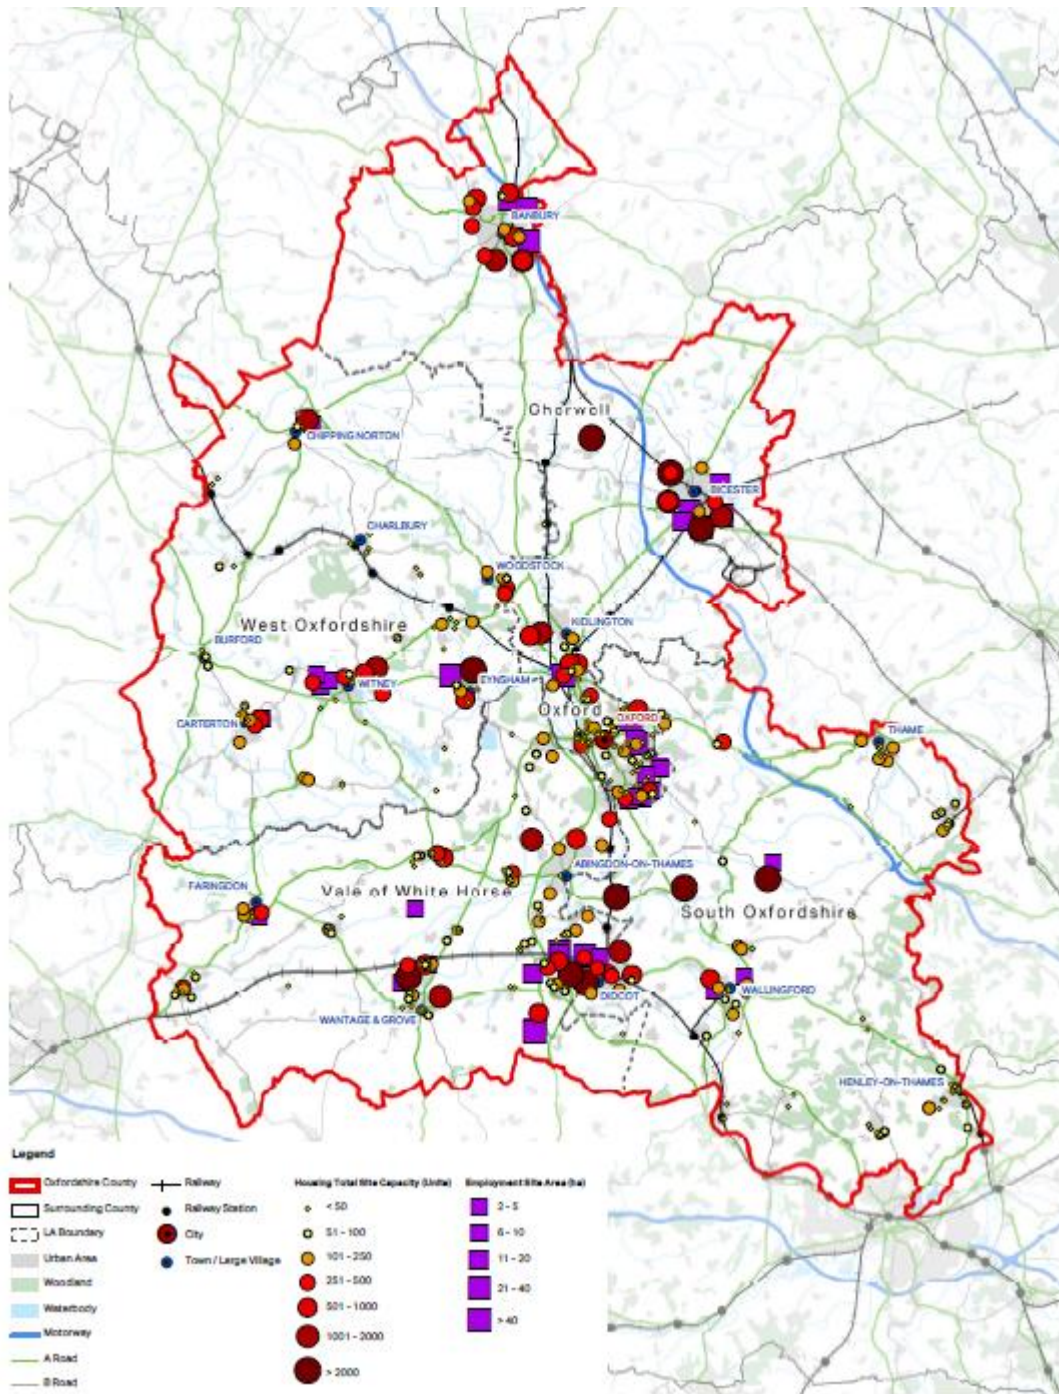 BANBURY
Cherwell
CHIPPING NORTON
BICESTER
CHARLBURY
WOODSTOCK
West Oxfordshire
KIDLINGTON
BURFORD
WITNEY
EYNSHAM
Oxford
OXFORD
CARTERTON
THAME
ABINGDON-ON-THAMES
FARINGDON
Vale of White Horse
South Oxfordshire
DIDCOT
WALLINGFORD
WANTAGE & GROVE
HENLEY-ON-THAMES
Legend
Oxfordshire County
Surrounding County
LA Boundary
Urban Area
Woodland
Waterbody
Motorway
A Road
B Road
Railway
Railway Station
City
Town / Large Village
Housing Total Site Capacity (Units)
< 50
51 - 100
101 - 250
251 - 500
501 - 1000
1001 - 2000
> 2000
Employment Site Area (ha)
2 - 5
6 - 10
11 - 20
21 - 40
> 40